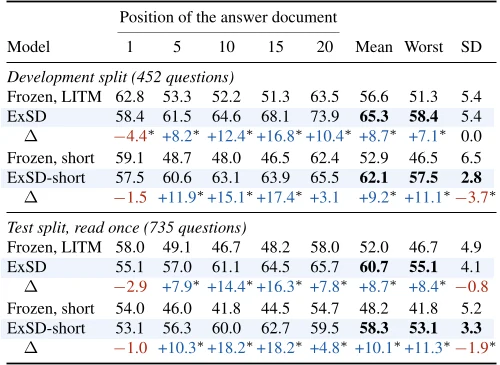 Position of the answer document
Model 1 5 10 15 20 Mean Worst SD
Development split (452 questions)
Frozen, LITM 62.8 53.3 52.2 51.3 63.5 56.6 51.3 5.4
ExSD 58.4 61.5 64.6 68.1 73.9 65.3 58.4 5.4
Δ −4.4* +8.2* +12.4* +16.8* +10.4* +8.7* +7.1* 0.0
Frozen, short 59.1 48.7 48.0 46.5 62.4 52.9 46.5 6.5
ExSD-short 57.5 60.6 63.1 63.9 65.5 62.1 57.5 2.8
Δ −1.5 +11.9* +15.1* +17.4* +3.1 +9.2* +11.1* −3.7*
Test split, read once (735 questions)
Frozen, LITM 58.0 49.1 46.7 48.2 58.0 52.0 46.7 4.9
ExSD 55.1 57.0 61.1 64.5 65.7 60.7 55.1 4.1
Δ −2.9 +7.9* +14.4* +16.3* +7.8* +8.7* +8.4* −0.8
Frozen, short 54.0 46.0 41.8 44.5 54.7 48.2 41.8 5.2
ExSD-short 53.1 56.3 60.0 62.7 59.5 58.3 53.1 3.3
Δ −1.0 +10.3* +18.2* +18.2* +4.8* +10.1* +11.3* −1.9*